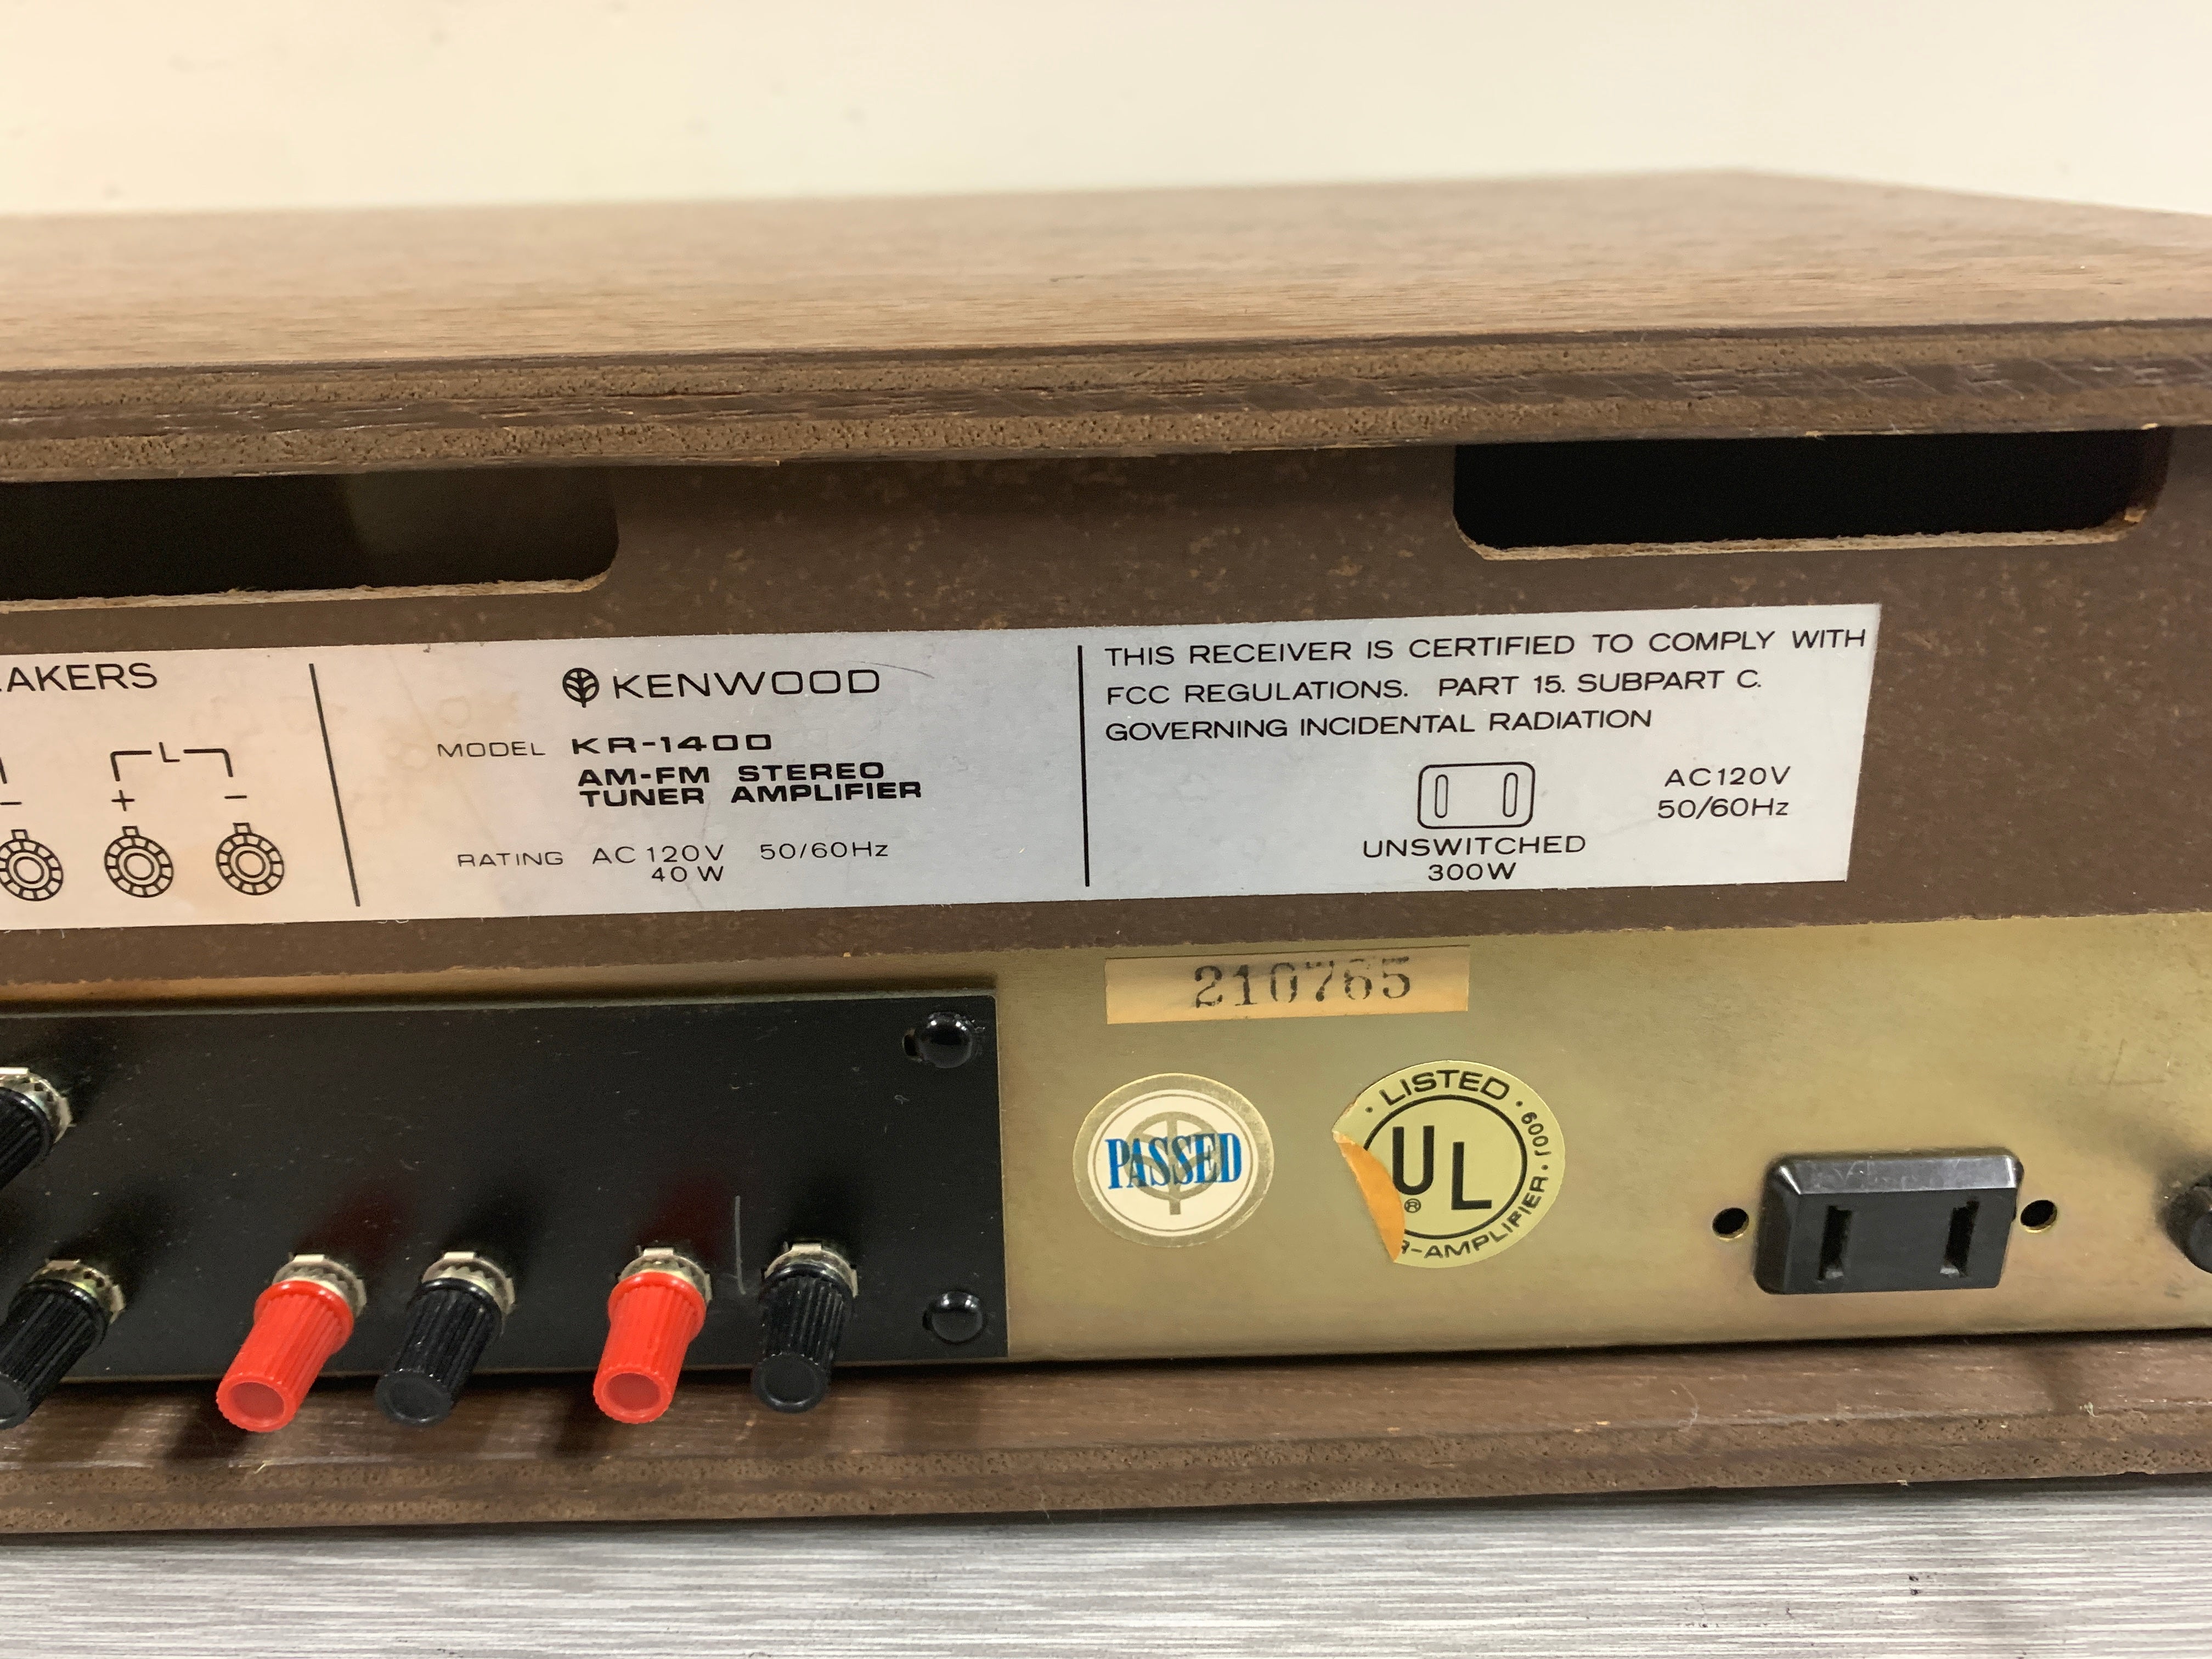 AKERS
L
− + −
KENWOOD
MODEL KR-1400
AM-FM STEREO
TUNER AMPLIFIER
RATING AC 120V 50/60Hz
40 W
THIS RECEIVER IS CERTIFIED TO COMPLY WITH
FCC REGULATIONS. PART 15. SUBPART C.
GOVERNING INCIDENTAL RADIATION
AC120V
50/60Hz
UNSWITCHED
300W
210765
PASSED
· LISTED ·
UL
®
R-AMPLIFIER